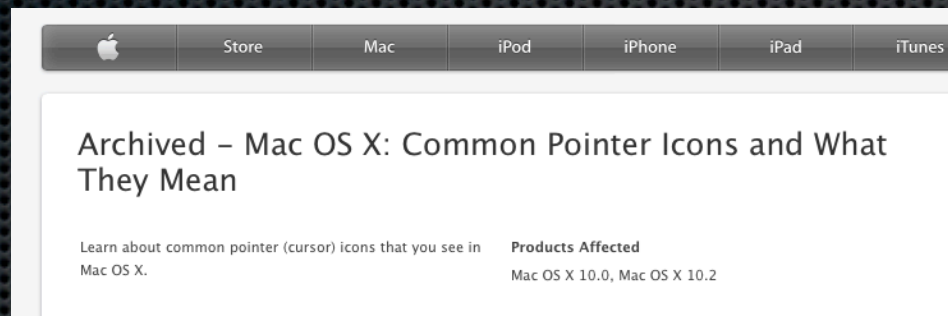 Store Mac iPod iPhone iPad iTunes
Archived – Mac OS X: Common Pointer Icons and What
They Mean
Learn about common pointer (cursor) icons that you see in
Mac OS X.
Products Affected
Mac OS X 10.0, Mac OS X 10.2